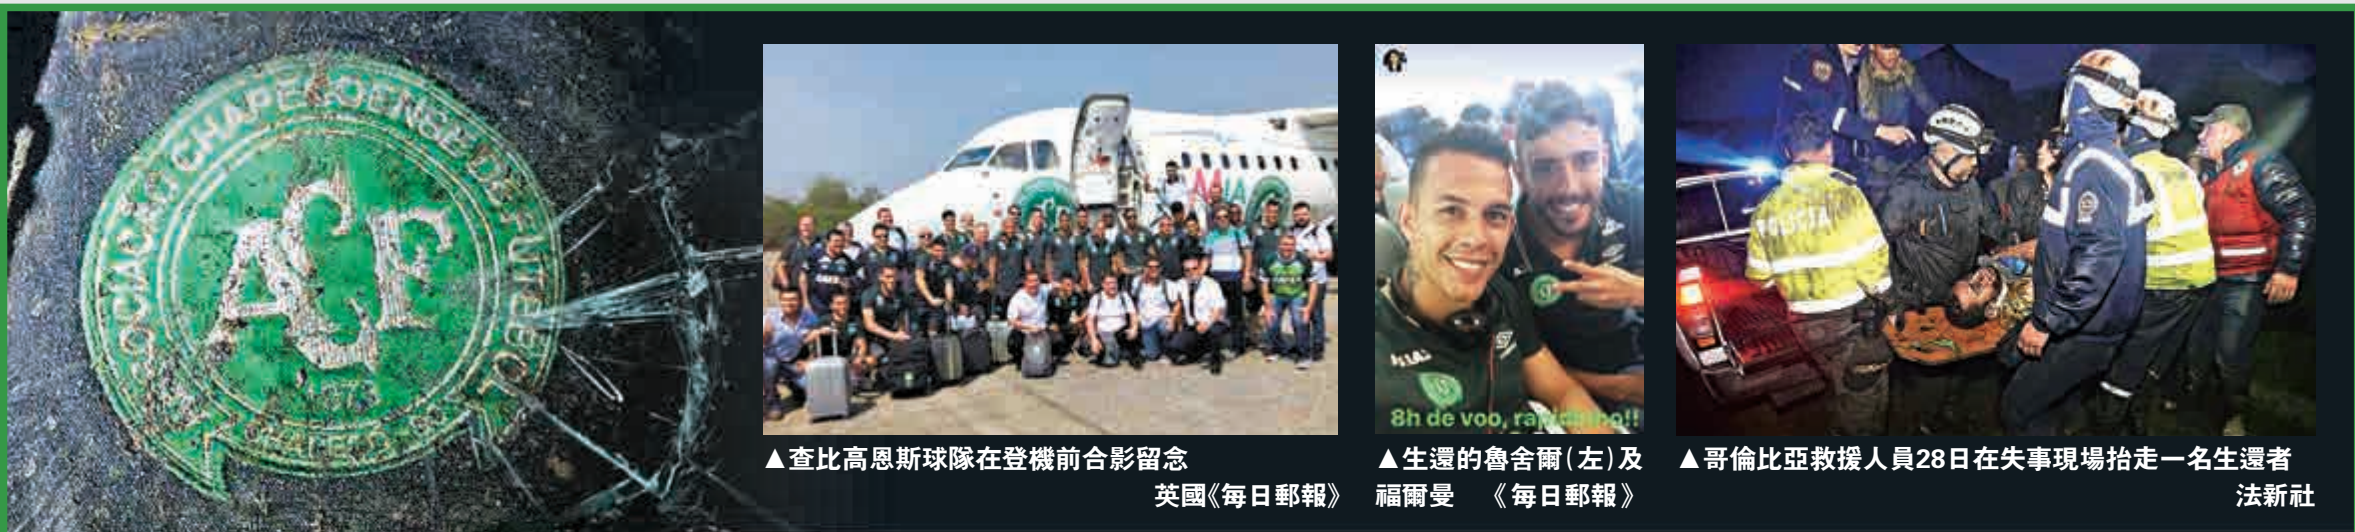 CHAPECOENSE DE FUTEBO
ACF
8h de voo, rapidinho!!
POLICIA
▲查比高恩斯球隊在登機前合影留念
英國《每日郵報》
▲生還的魯舍爾（左）及
福爾曼　《每日郵報》
▲哥倫比亞救援人員28日在失事現場抬走一名生還者
法新社